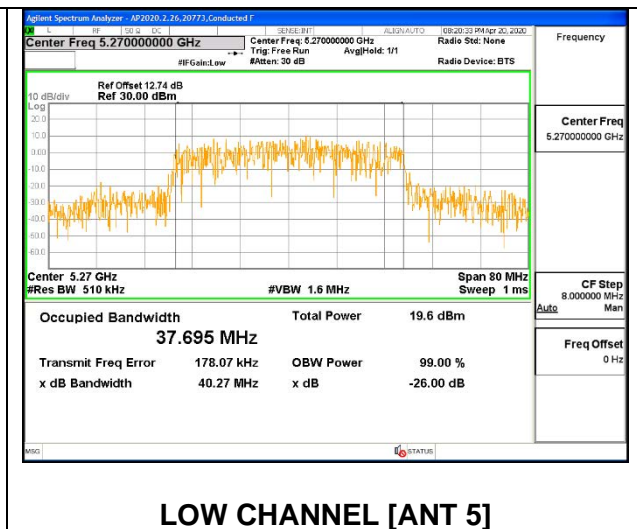 Agilent Spectrum Analyzer - AP2020.2.26,20773,Conducted F
L RF 50 Ω DC SENSE:INT ALIGN AUTO 08:20:33 PM Apr 20, 2020
Center Freq 5.270000000 GHz
Center Freq: 5.270000000 GHz
Radio Std: None
Trig: Free Run Avg|Hold: 1/1
#IFGain:Low #Atten: 30 dB Radio Device: BTS
Frequency
Ref Offset 12.74 dB
10 dB/div Ref 30.00 dBm
Log
20.0
10.0
0.00
-10.0
-20.0
-30.0
-40.0
-50.0
-60.0
Center 5.27 GHz Span 80 MHz
#Res BW 510 kHz #VBW 1.6 MHz Sweep 1 ms
Center Freq
5.270000000 GHz
CF Step
8.000000 MHz
Auto Man
Freq Offset
0 Hz
Occupied Bandwidth Total Power 19.6 dBm
37.695 MHz
Transmit Freq Error 178.07 kHz OBW Power 99.00 %
x dB Bandwidth 40.27 MHz x dB -26.00 dB
MSG STATUS
LOW CHANNEL [ANT 5]